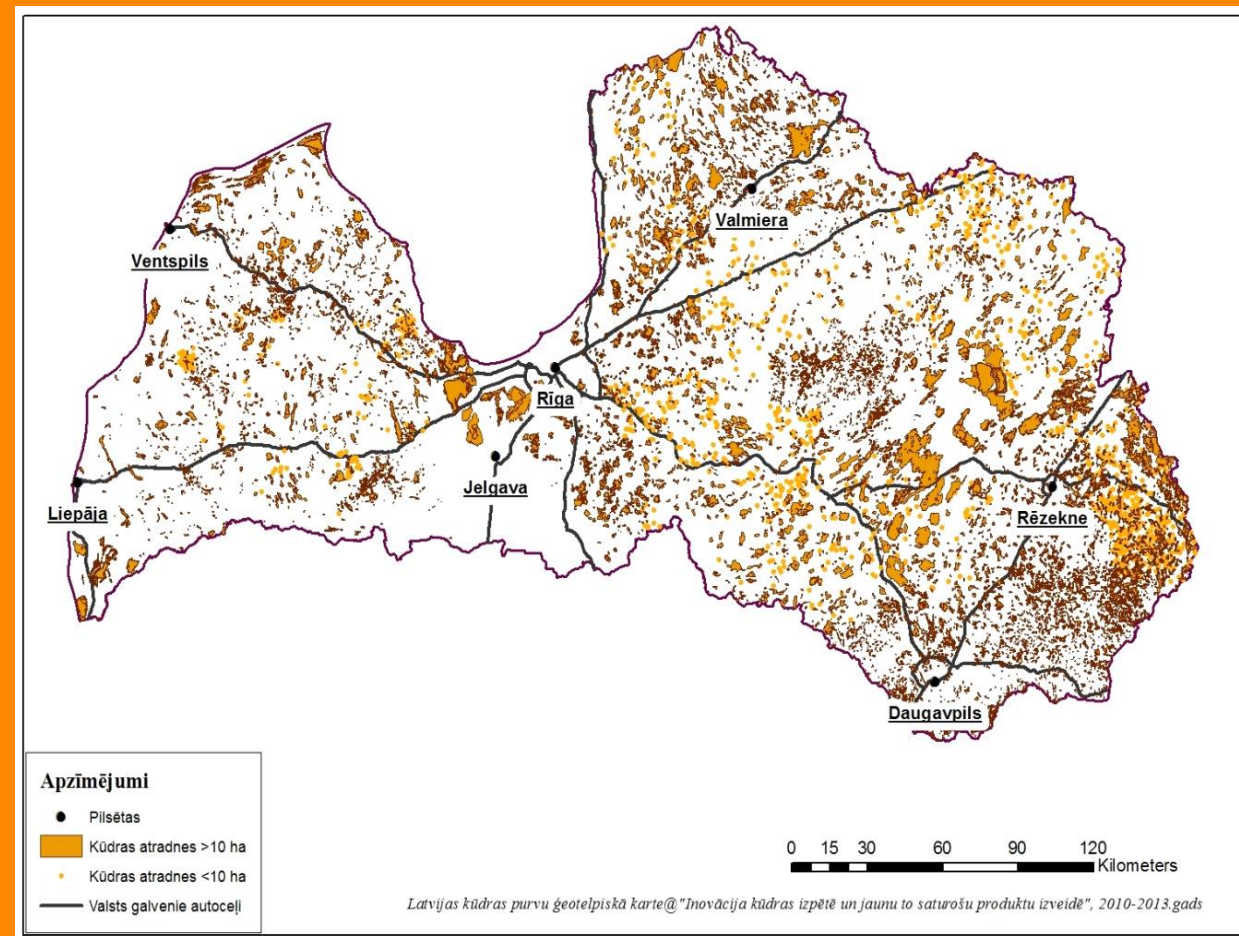 Valmiera
Ventspils
Rīga
Jelgava
Liepāja
Rēzekne
Daugavpils
Apzīmējumi
Pilsētas
Kūdras atradnes >10 ha
Kūdras atradnes <10 ha
Valsts galvenie autoceļi
0 15 30 60 90 120
Kilometers
Latvijas kūdras purvu ģeotelpiskā karte@"Inovācija kūdras izpētē un jaunu to saturošu produktu izveidē", 2010-2013.gads